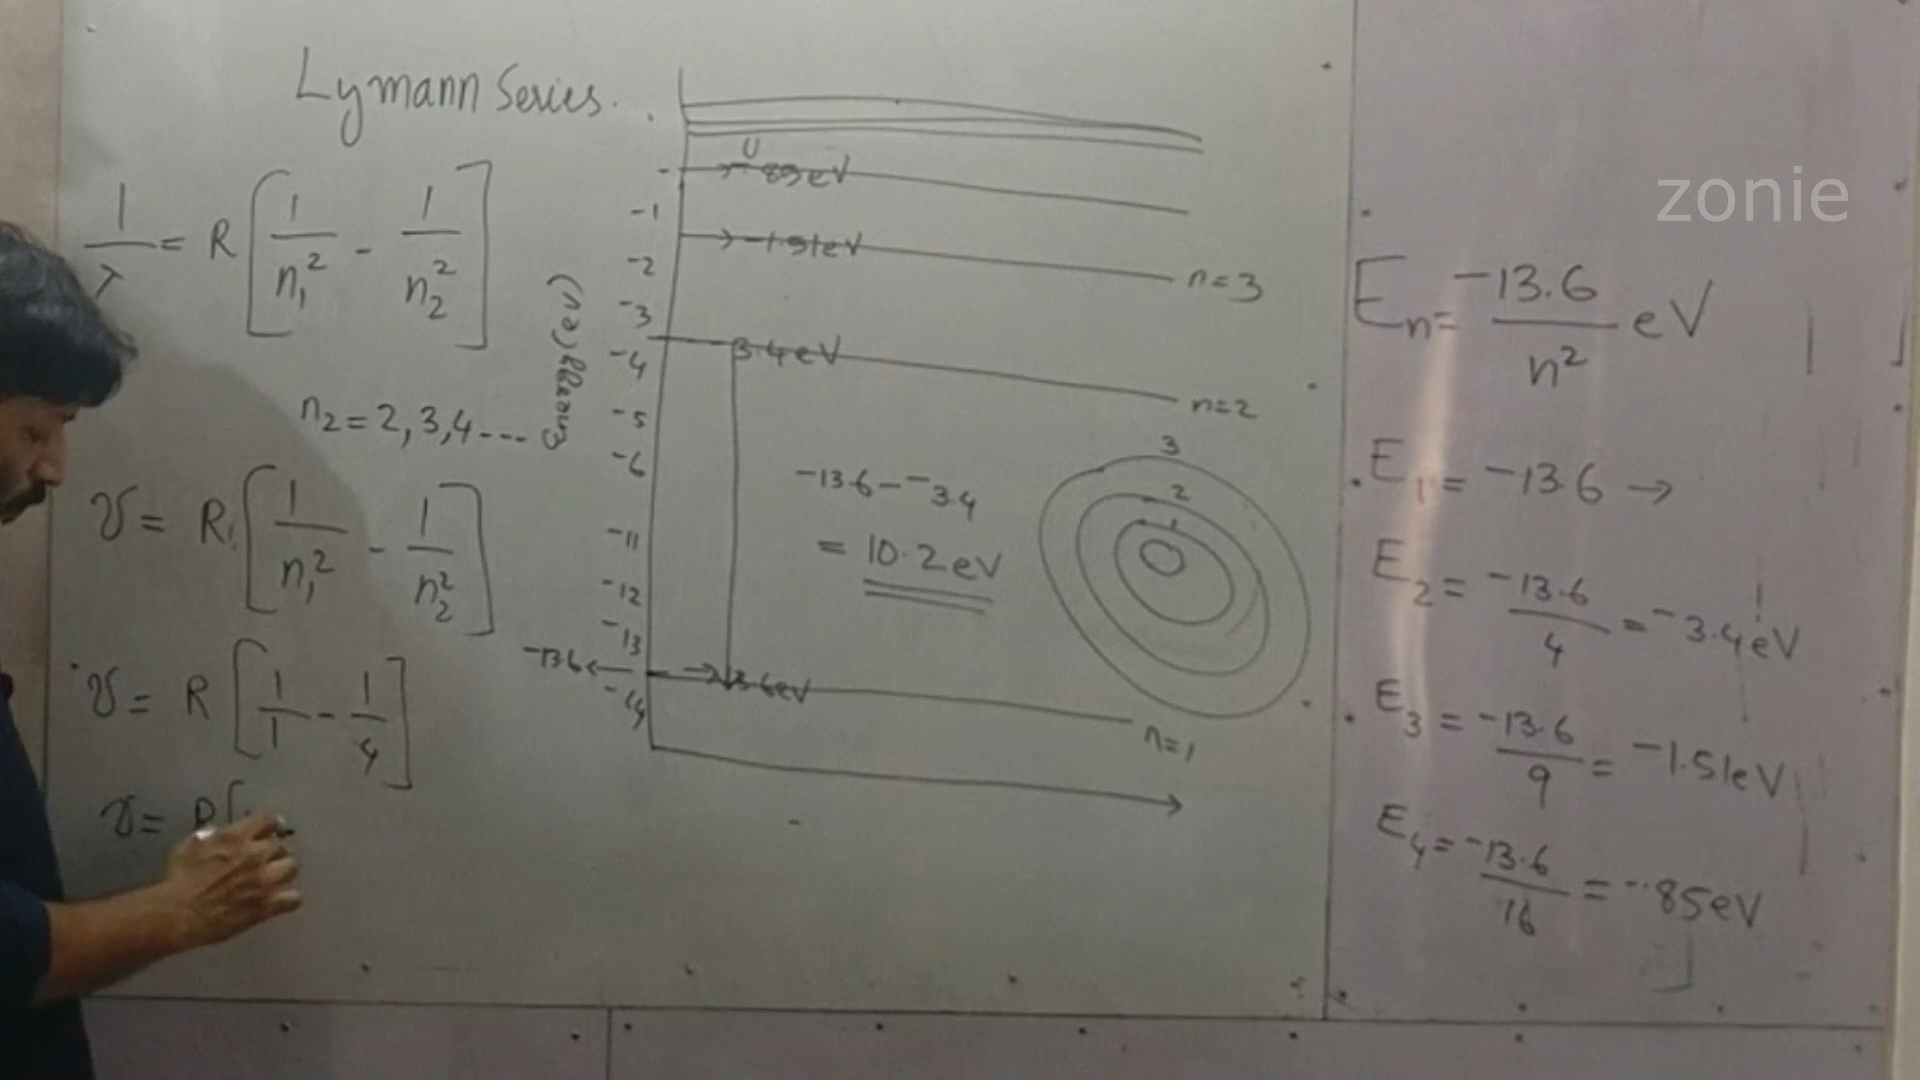 Lymann Series.
1/λ = R [1/n₁² - 1/n₂²]
n₂ = 2, 3, 4 ----
ν = R [1/n₁² - 1/n₂²]
ν = R [1/1 - 1/4]
ν = R [
Energy (eV)
-1
-2
-3
-4
-5
-6
-11
-12
-13
-13.6
-14
-1.51eV
n=3
3.4eV
n=2
-13.6 - -3.4
= 10.2eV
3
2
1
13.6eV
n=1
zonie
Eₙ = -13.6/n² eV
E₁ = -13.6 →
E₂ = -13.6/4 = -3.4eV
E₃ = -13.6/9 = -1.51eV
E₄ = -13.6/16 = -.85eV